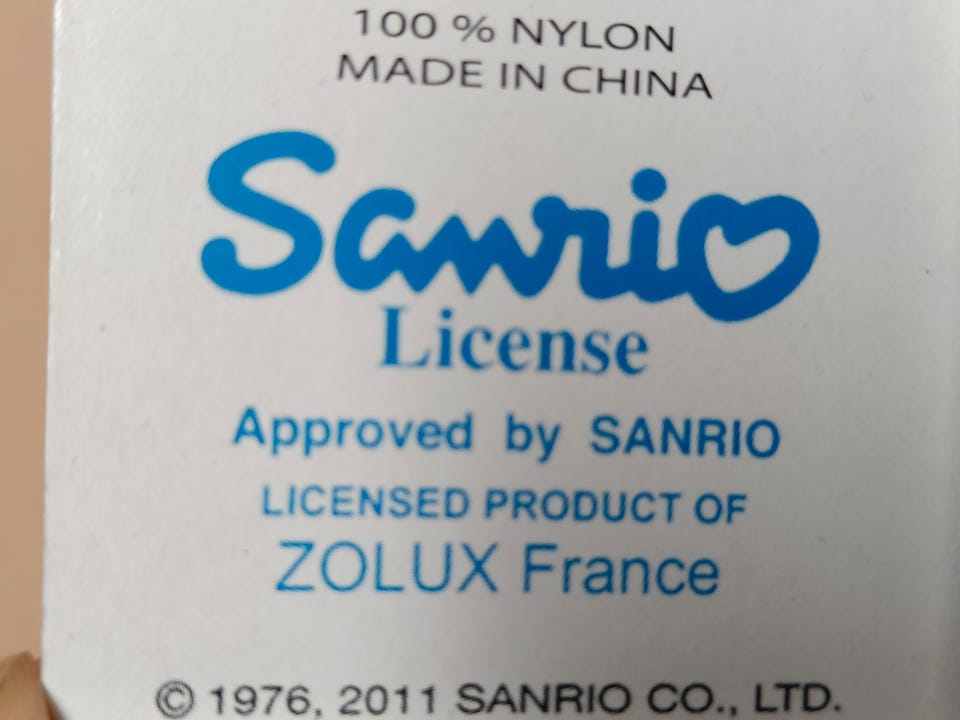 100 % NYLON
MADE IN CHINA
Sanrio
License
Approved by SANRIO
LICENSED PRODUCT OF
ZOLUX France
© 1976, 2011 SANRIO CO., LTD.